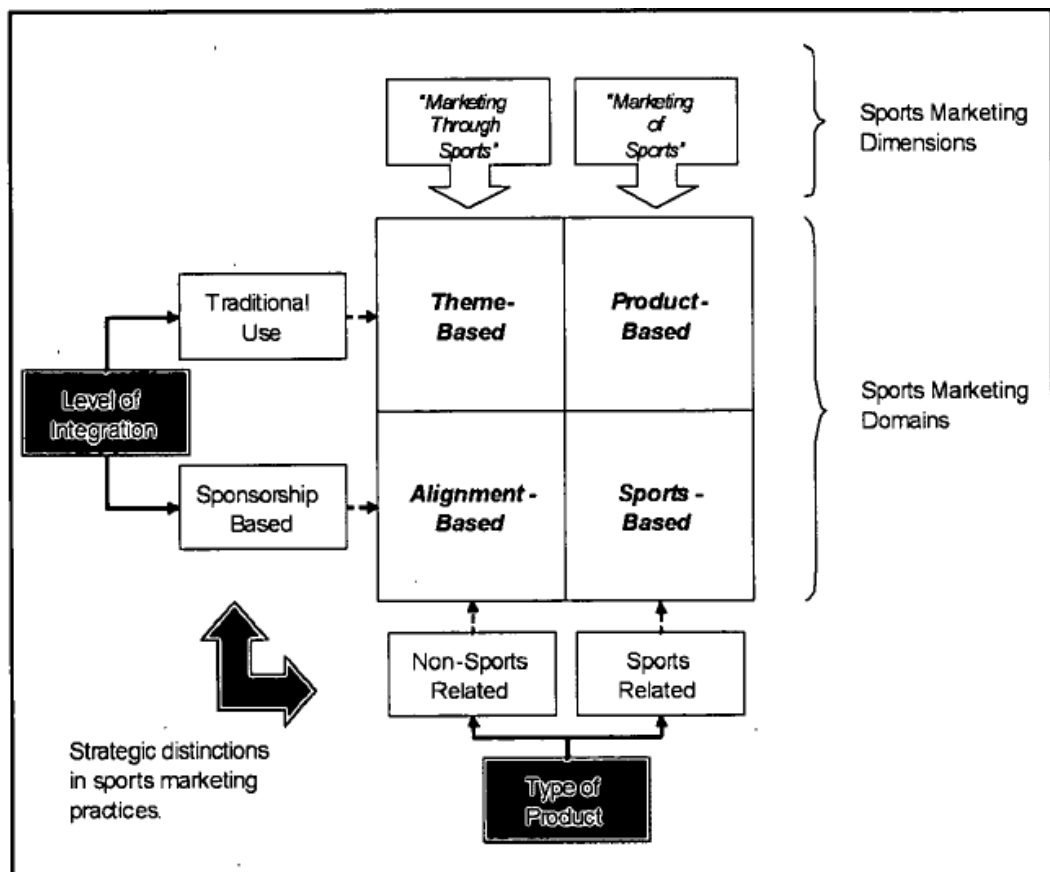 "Marketing
Through
Sports"
"Marketing
of
Sports"
Sports Marketing
Dimensions
Traditional
Use
Theme-
Based
Product-
Based
Level of
Integration
Sports Marketing
Domains
Sponsorship
Based
Alignment -
Based
Sports -
Based
Non-Sports
Related
Sports
Related
Strategic distinctions
in sports marketing
practices.
Type of
Product